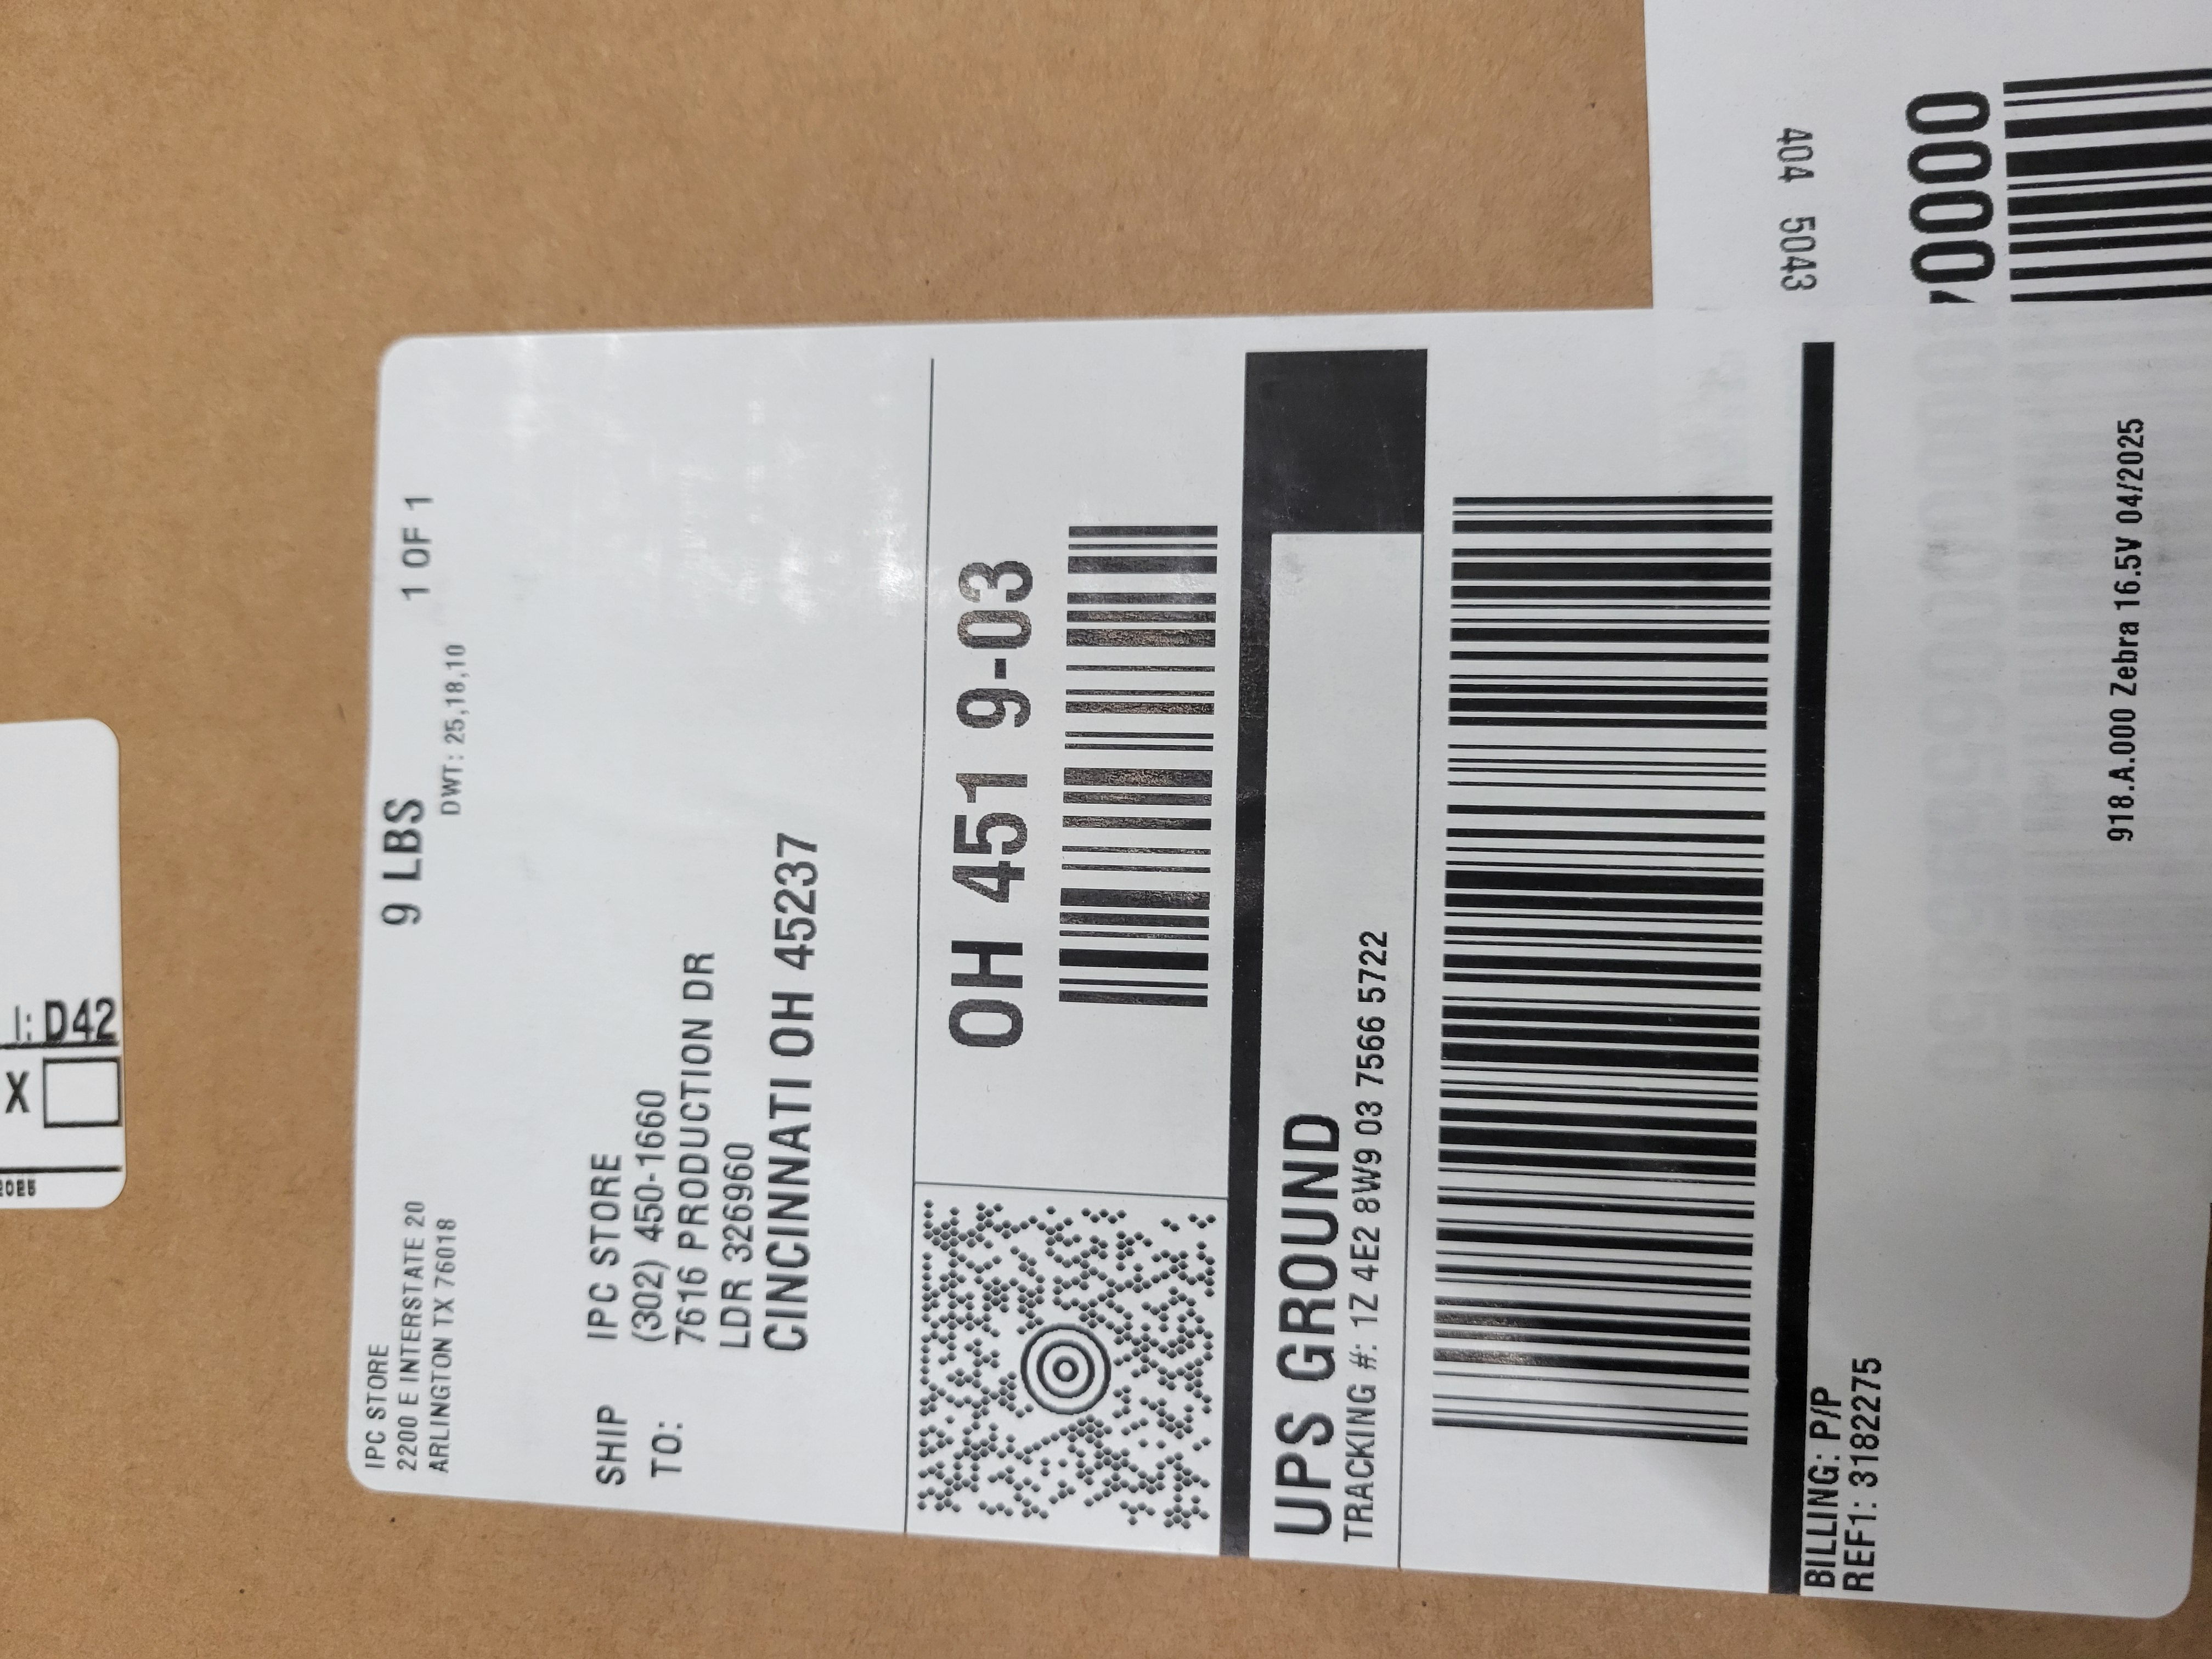 IPC STORE
2200 E INTERSTATE 20
ARLINGTON TX 76018
9 LBS
1 OF 1
DWT: 25,18,10
SHIP TO:
IPC STORE
(302) 450-1660
7616 PRODUCTION DR
LDR 326960
CINCINNATI OH 45237
OH 451 9-03
UPS GROUND
TRACKING #: 1Z 4E2 8W9 03 7566 5722
BILLING: P/P
REF1: 3182275
918.A.000 Zebra 16.5V 04/2025
404 5043
0000
X
D42